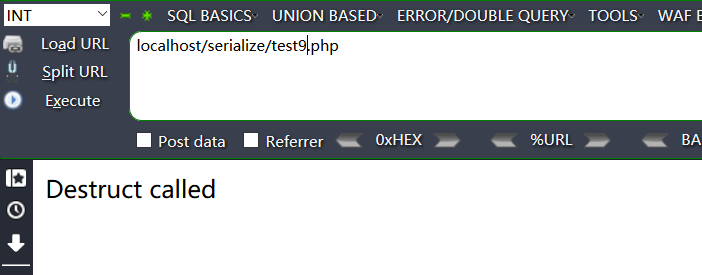 INT SQL BASICS UNION BASED ERROR/DOUBLE QUERY TOOLS WAF B
Load URL localhost/serialize/test9.php
Split URL
Execute
Post data Referrer 0xHEX %URL BA
Destruct called